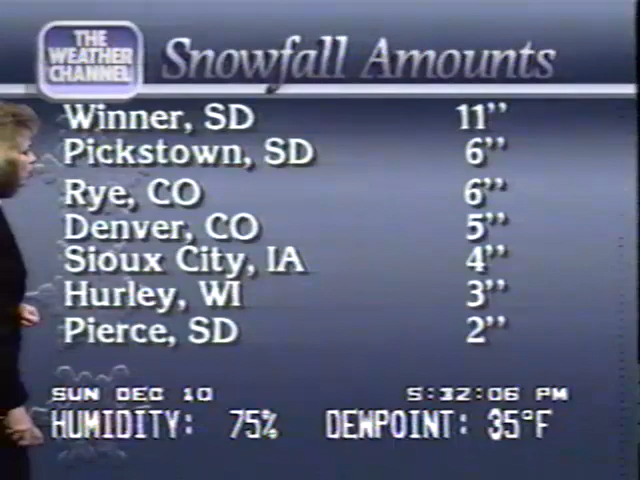 THE
WEATHER
CHANNEL
Snowfall Amounts
Winner, SD 11"
Pickstown, SD 6"
Rye, CO 6"
Denver, CO 5"
Sioux City, IA 4"
Hurley, WI 3"
Pierce, SD 2"
SUN DEC 10 5:32:06 PM
HUMIDITY: 75% DEWPOINT: 35°F